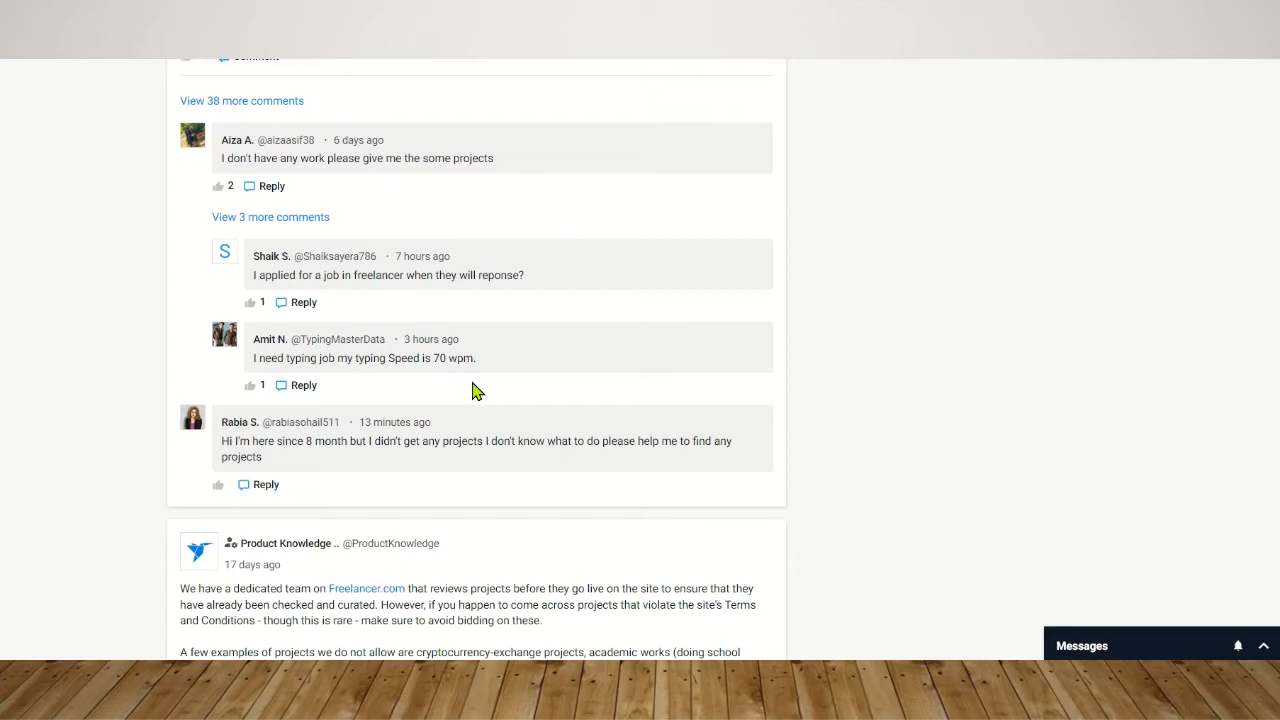 Comment
View 38 more comments
Aiza A. @aizaasif38 · 6 days ago
I don't have any work please give me the some projects
2 Reply
View 3 more comments
S
Shaik S. @Shaiksayera786 · 7 hours ago
I applied for a job in freelancer when they will reponse?
1 Reply
Amit N. @TypingMasterData · 3 hours ago
I need typing job my typing Speed is 70 wpm.
1 Reply
Rabia S. @rabiasohail511 · 13 minutes ago
Hi I'm here since 8 month but I didn't get any projects I don't know what to do please help me to find any
projects
Reply
Product Knowledge .. @ProductKnowledge
17 days ago
We have a dedicated team on Freelancer.com that reviews projects before they go live on the site to ensure that they
have already been checked and curated. However, if you happen to come across projects that violate the site's Terms
and Conditions - though this is rare - make sure to avoid bidding on these.
A few examples of projects we do not allow are cryptocurrency-exchange projects, academic works (doing school
Messages